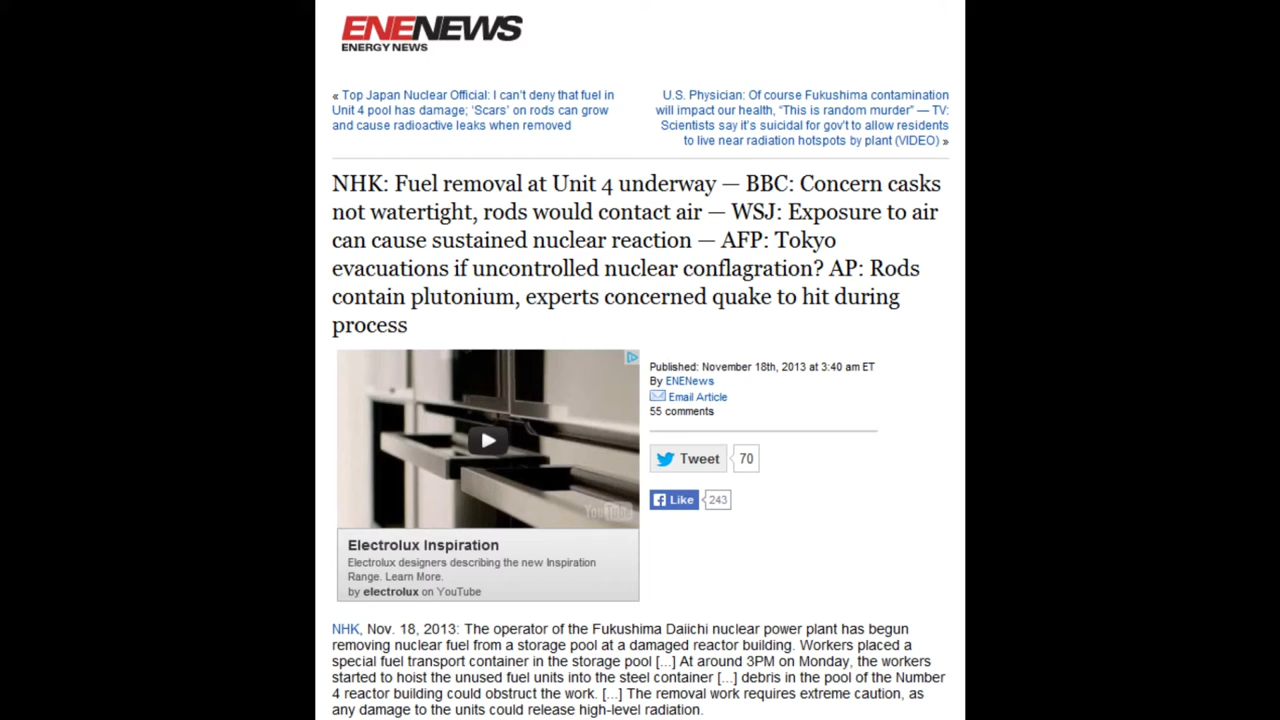 ENENEWS
ENERGY NEWS
« Top Japan Nuclear Official: I can't deny that fuel in
Unit 4 pool has damage; 'Scars' on rods can grow
and cause radioactive leaks when removed
U.S. Physician: Of course Fukushima contamination
will impact our health, “This is random murder” — TV:
Scientists say it's suicidal for gov't to allow residents
to live near radiation hotspots by plant (VIDEO) »
NHK: Fuel removal at Unit 4 underway — BBC: Concern casks
not watertight, rods would contact air — WSJ: Exposure to air
can cause sustained nuclear reaction — AFP: Tokyo
evacuations if uncontrolled nuclear conflagration? AP: Rods
contain plutonium, experts concerned quake to hit during
process
YouTube
Electrolux Inspiration
Electrolux designers describing the new Inspiration
Range. Learn More.
by electrolux on YouTube
Published: November 18th, 2013 at 3:40 am ET
By ENENews
Email Article
55 comments
Tweet 70
Like 243
NHK, Nov. 18, 2013: The operator of the Fukushima Daiichi nuclear power plant has begun
removing nuclear fuel from a storage pool at a damaged reactor building. Workers placed a
special fuel transport container in the storage pool [...] At around 3PM on Monday, the workers
started to hoist the unused fuel units into the steel container [...] debris in the pool of the Number
4 reactor building could obstruct the work. [...] The removal work requires extreme caution, as
any damage to the units could release high-level radiation.